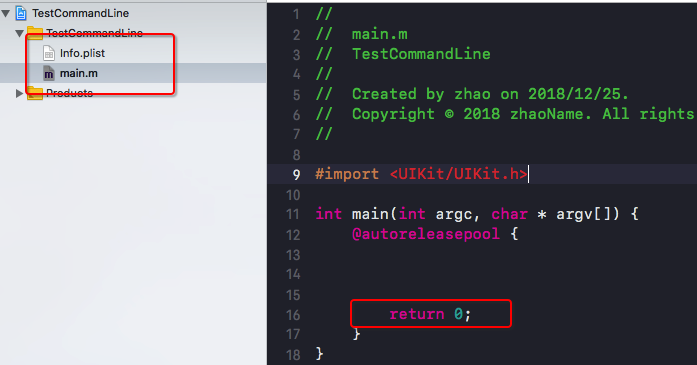 TestCommandLine
TestCommandLine
Info.plist
main.m
Products
1 //
2 // main.m
3 // TestCommandLine
4 //
5 // Created by zhao on 2018/12/25.
6 // Copyright © 2018 zhaoName. All rights
7 //
8
9 #import <UIKit/UIKit.h>
10
11 int main(int argc, char * argv[]) {
12 @autoreleasepool {
13
14
15
16 return 0;
17 }
18 }